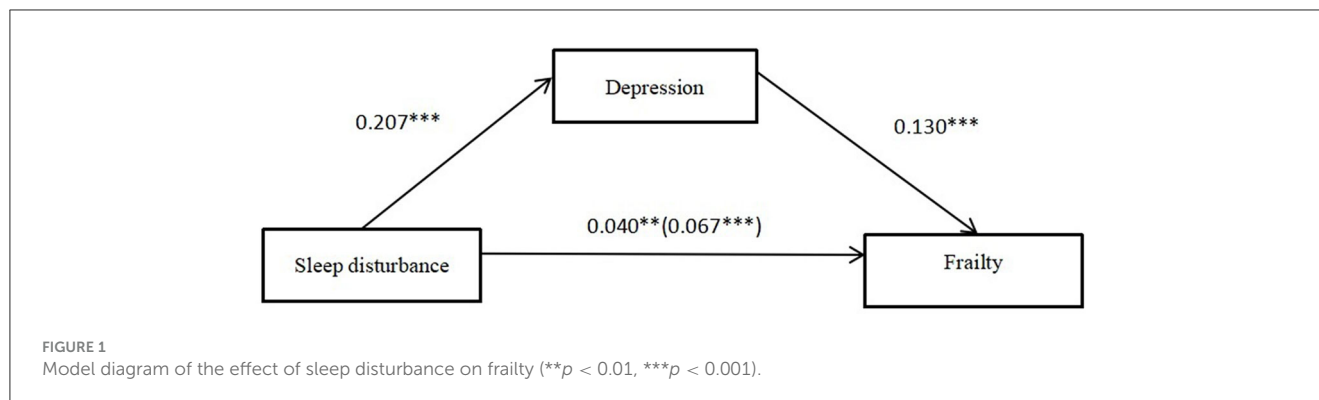 Depression
0.207***
0.130***
0.040**(0.067***)
Sleep disturbance
Frailty
FIGURE 1
Model diagram of the effect of sleep disturbance on frailty (**p < 0.01, ***p < 0.001).